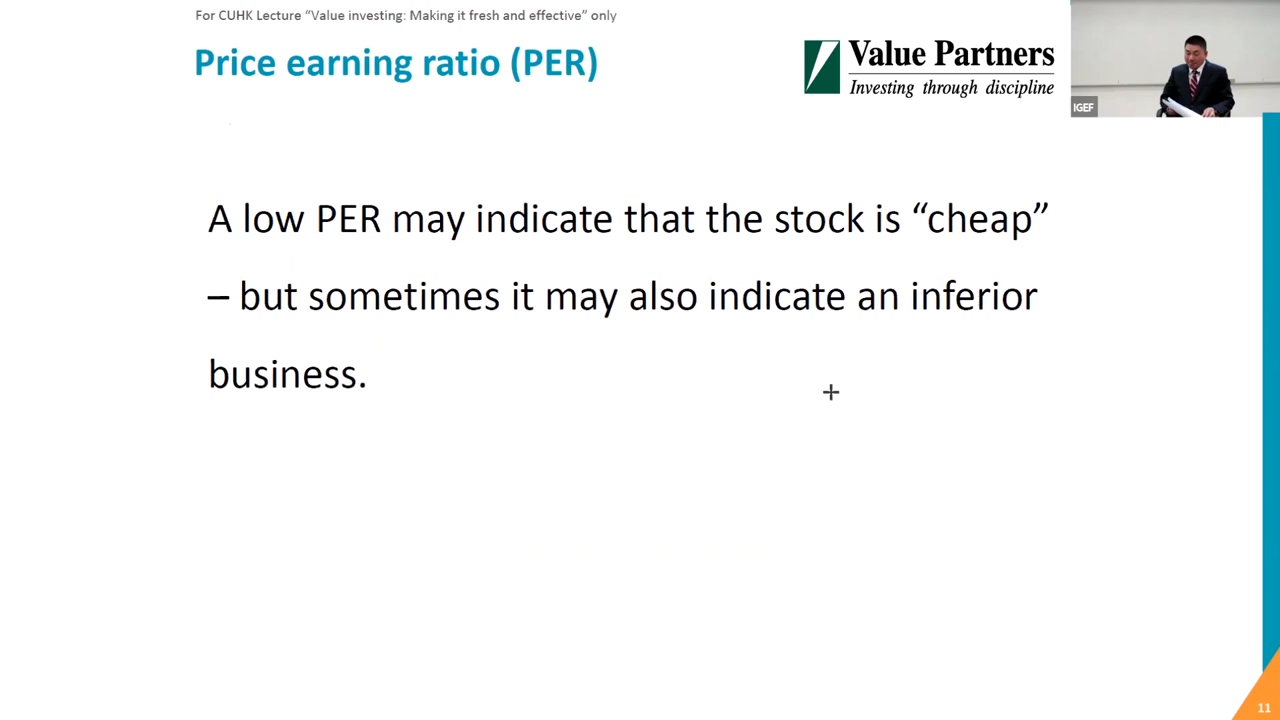 For CUHK Lecture “Value investing: Making it fresh and effective” only
Price earning ratio (PER)
Value Partners
Investing through discipline
IGEF
A low PER may indicate that the stock is “cheap”
– but sometimes it may also indicate an inferior
business.
11